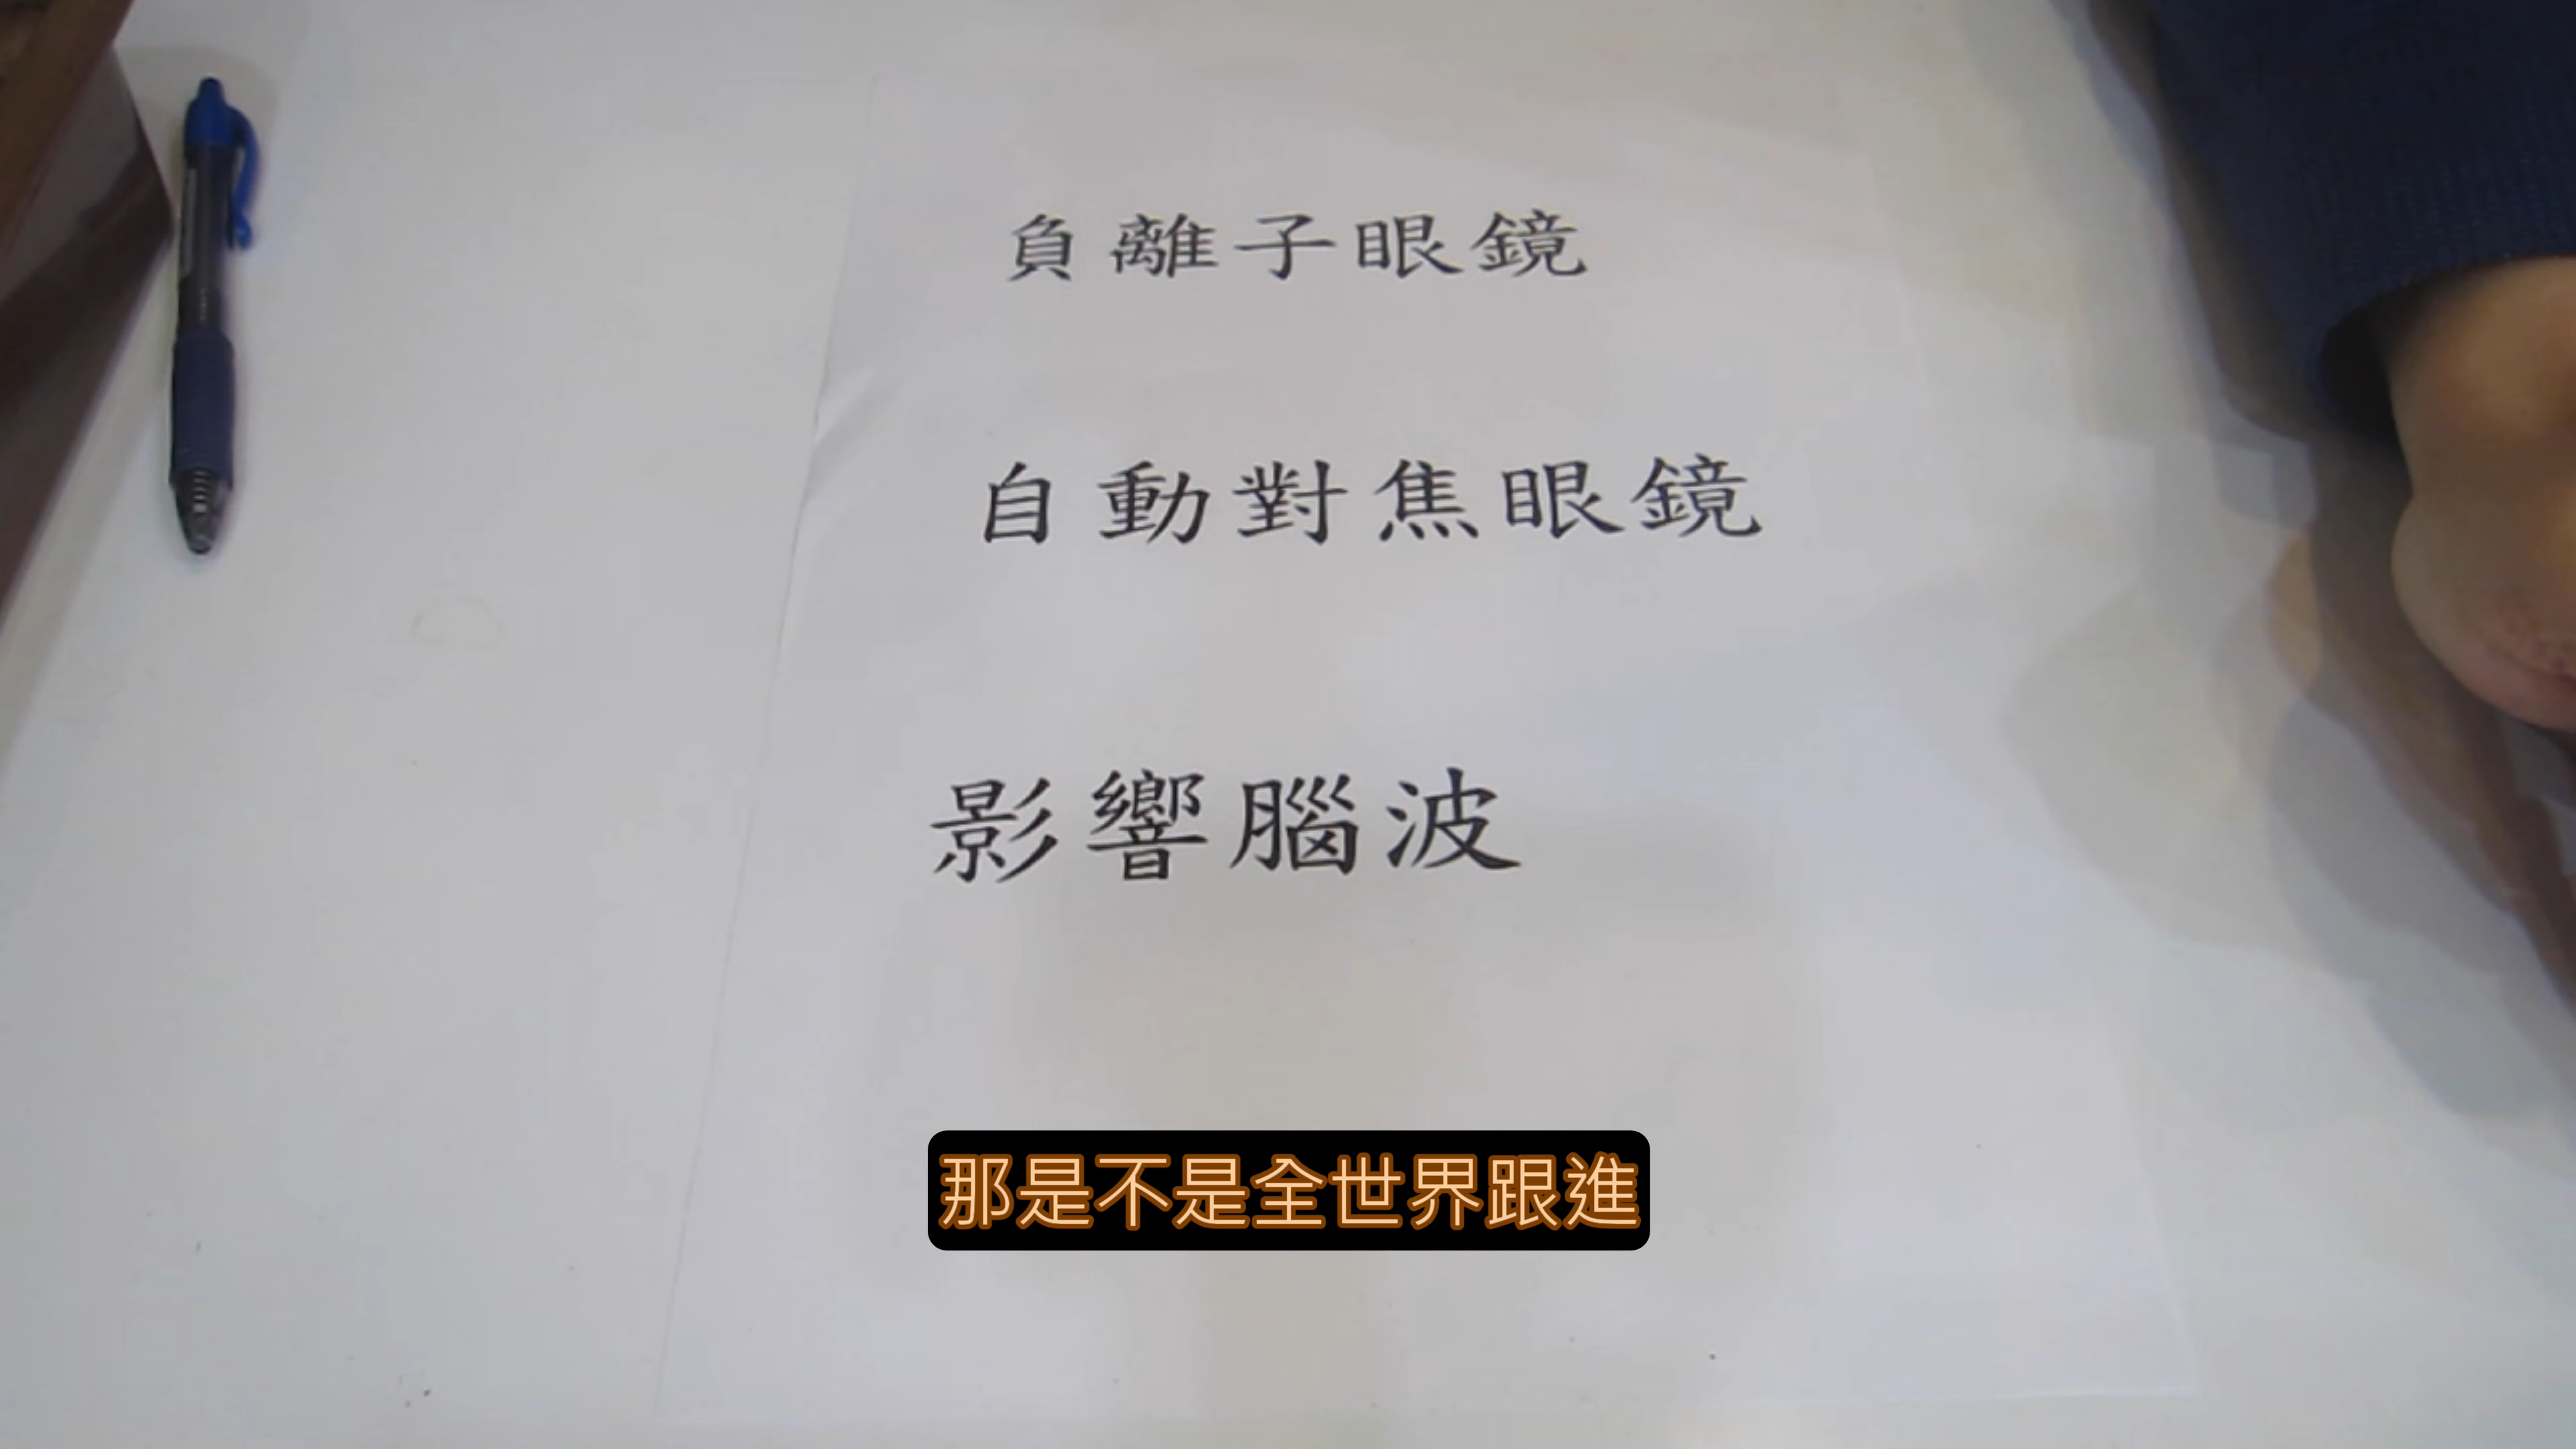 負離子眼鏡
自動對焦眼鏡
影響腦波
那是不是全世界跟進